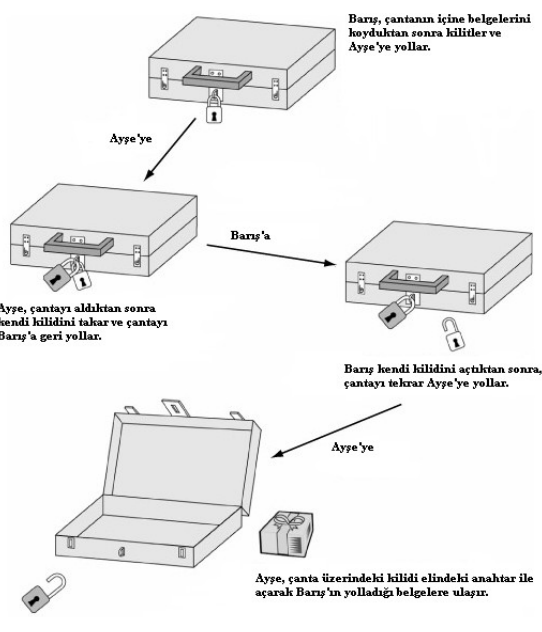 Barış, çantanın içine belgelerini
koyduktan sonra kilitler ve
Ayşe'ye yollar.
Ayşe'ye
Barış'a
Ayşe, çantayı aldıktan sonra
kendi kilidini takar ve çantayı
Barış'a geri yollar.
Barış kendi kilidini açtıktan sonra,
çantayı tekrar Ayşe'ye yollar.
Ayşe'ye
Ayşe, çanta üzerindeki kilidi elindeki anahtar ile
açarak Barış'ın yolladığı belgelere ulaşır.